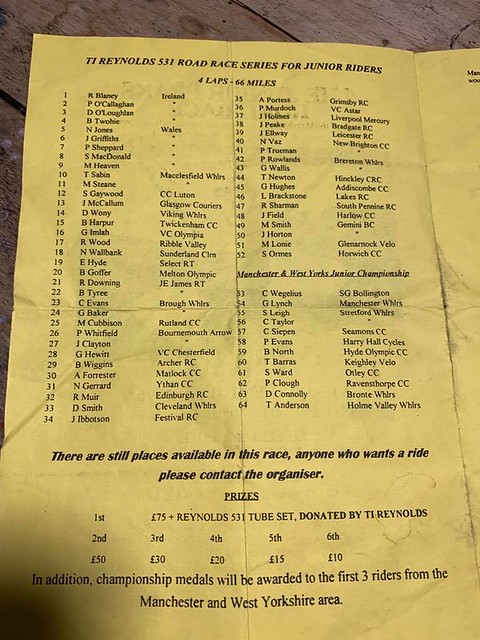 TI REYNOLDS 531 ROAD RACE SERIES FOR JUNIOR RIDERS
4 LAPS - 66 MILES
1 R Blaney Ireland
2 P O'Callaghan "
3 D O'Loughlan "
4 B Twohie "
5 N Jones Wales
6 J Griffiths "
7 P Sheppard "
8 S MacDonald "
9 M Heaven "
10 T Sabin Macclesfield Whlrs
11 M Steane "
12 S Gaywood CC Luton
13 J McCallum Glasgow Couriers
14 D Wony Viking Whlrs
15 B Harpur Twickenham CC
16 G Imlah VC Olympia
17 R Wood Ribble Valley
18 N Wallbank Sunderland Clrn
19 E Hyde Select RT
20 B Goffer Melton Olympic
21 R Downing JE James RT
22 B Tyree "
23 C Evans Brough Whlrs
24 G Baker "
25 M Cubbison Rutland CC
26 P Whitfield Bournemouth Arrow
27 J Clayton "
28 G Hewitt VC Chesterfield
29 B Wiggins Archer RC
30 A Forrester Matlock CC
31 N Gerrard Ythan CC
32 R Muir Edinburgh RC
33 D Smith Cleveland Whlrs
34 J Ibbotson Festival RC
35 A Portess Grimsby RC
36 P Murdoch VC Astar
37 J Holmes Liverpool Mercury
38 J Peake Bradgate RC
39 J Ellway Leicester RC
40 N Vaz New Brighton CC
41 P Trueman "
42 P Rowlands Brereton Whlrs
43 G Wallis "
44 T Newton Hinckley CRC
45 G Hughes Addiscombe CC
46 L Brackstone Lakes RC
47 R Sharman South Pennine RC
48 J Field Harlow CC
49 M Smith Gemini BC
50 J Horton "
51 M Lonie Glenarnock Velo
52 S Ormes Horwich CC
Manchester & West Yorks Junior Championship
53 C Wegelius SG Bollington
54 G Lynch Manchester Whlrs
55 S Leigh Stretford Whlrs
56 C Taylor "
57 C Siepen Seamons CC
58 P Evans Harry Hall Cycles
59 B North Hyde Olympic CC
60 T Barras Keighley Velo
61 S Ward Otley CC
62 P Clough Ravensthorpe CC
63 D Connolly Bronte Whlrs
64 T Anderson Holme Valley Whlrs
There are still places available in this race, anyone who wants a ride
please contact the organiser.
PRIZES
1st £75 + REYNOLDS 531 TUBE SET, DONATED BY TI REYNOLDS
2nd 3rd 4th 5th 6th
£50 £30 £20 £15 £10
In addition, championship medals will be awarded to the first 3 riders from the
Manchester and West Yorkshire area.